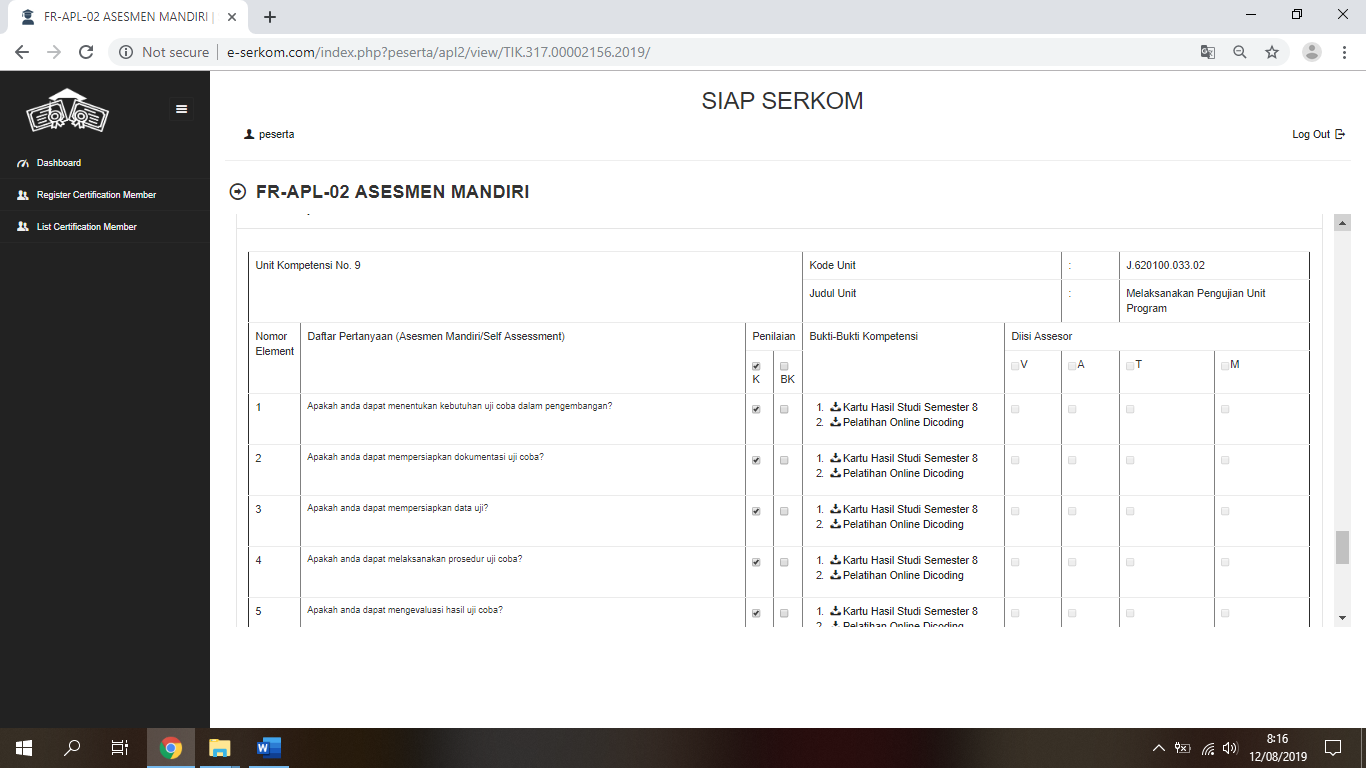 FR-APL-02 ASESMEN MANDIRI |
Not secure
e-serkom.com/index.php?peserta/apl2/view/TIK.317.00002156.2019/
SIAP SERKOM
peserta
Log Out
Dashboard
Register Certification Member
List Certification Member
FR-APL-02 ASESMEN MANDIRI
Unit Kompetensi No. 9
Kode Unit : J.620100.033.02
Judul Unit : Melaksanakan Pengujian Unit
Program
Nomor
Element
Daftar Pertanyaan (Asesmen Mandiri/Self Assessment)
Penilaian
Bukti-Bukti Kompetensi
Diisi Assesor
K
BK
V
A
T
M
1 Apakah anda dapat menentukan kebutuhan uji coba dalam pengembangan?
1. Kartu Hasil Studi Semester 8
2. Pelatihan Online Dicoding
2 Apakah anda dapat mempersiapkan dokumentasi uji coba?
1. Kartu Hasil Studi Semester 8
2. Pelatihan Online Dicoding
3 Apakah anda dapat mempersiapkan data uji?
1. Kartu Hasil Studi Semester 8
2. Pelatihan Online Dicoding
4 Apakah anda dapat melaksanakan prosedur uji coba?
1. Kartu Hasil Studi Semester 8
2. Pelatihan Online Dicoding
5 Apakah anda dapat mengevaluasi hasil uji coba?
1. Kartu Hasil Studi Semester 8
2. Pelatihan Online Dicoding
8:16
12/08/2019